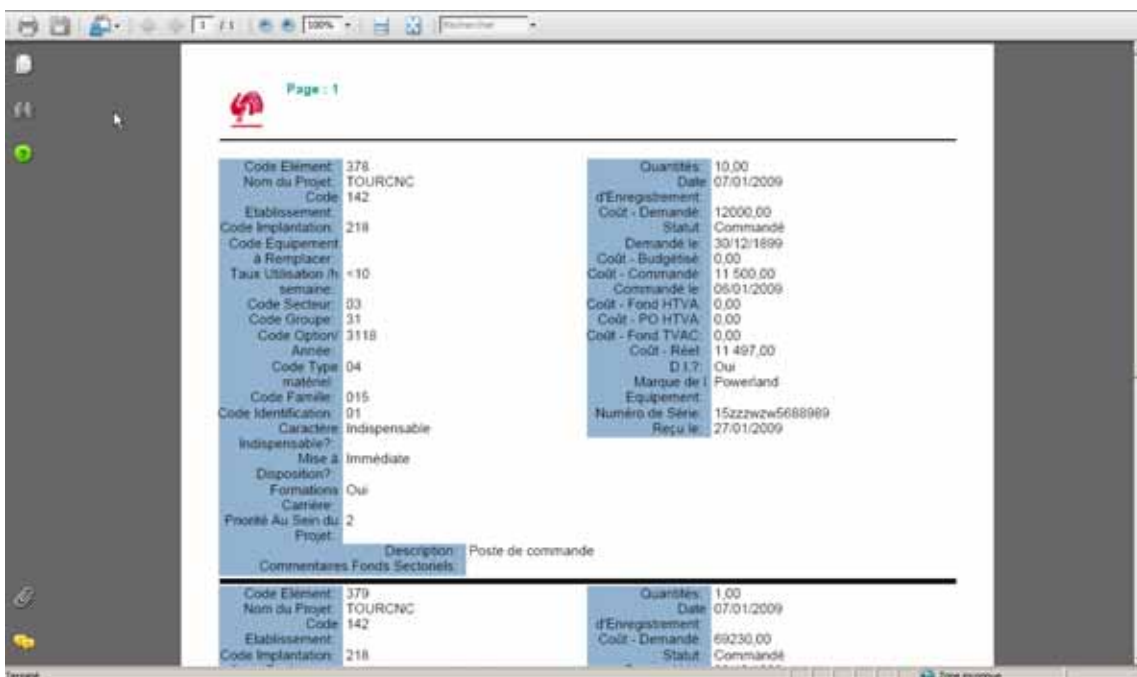 1 / 1 100% Rechercher
Page : 1
Code Elément: 378
Nom du Projet: TOURCNC
Code 142
Etablissement:
Code Implantation: 218
Code Equipement
à Remplacer:
Taux Utilisation /h <10
semaine:
Code Secteur: 03
Code Groupe: 31
Code Option/ 3118
Année:
Code Type 04
matériel:
Code Famille: 015
Code Identification: 01
Caractère Indispensable
Indispensable?:
Mise à Immédiate
Disposition?:
Formations Oui
Carrière:
Priorité Au Sein du 2
Projet:
Quantités: 10,00
Date 07/01/2009
d'Enregistrement:
Coût - Demandé: 12000,00
Statut: Commandé
Demandé le: 30/12/1899
Coût - Budgétisé: 0,00
Coût - Commandé: 11 500,00
Commandé le: 06/01/2009
Coût - Fond HTVA: 0,00
Coût - PO HTVA: 0,00
Coût - Fond TVAC: 0,00
Coût - Réel: 11 497,00
D.I.?: Oui
Marque de l Powerland
Equipement:
Numéro de Série: 15zzzwzw5688989
Reçu le: 27/01/2009
Description: Poste de commande
Commentaires Fonds Sectoriels:
Code Elément: 379
Nom du Projet: TOURCNC
Code 142
Etablissement:
Code Implantation: 218
Quantités: 1,00
Date 07/01/2009
d'Enregistrement:
Coût - Demandé: 69230,00
Statut: Commandé
Terminé